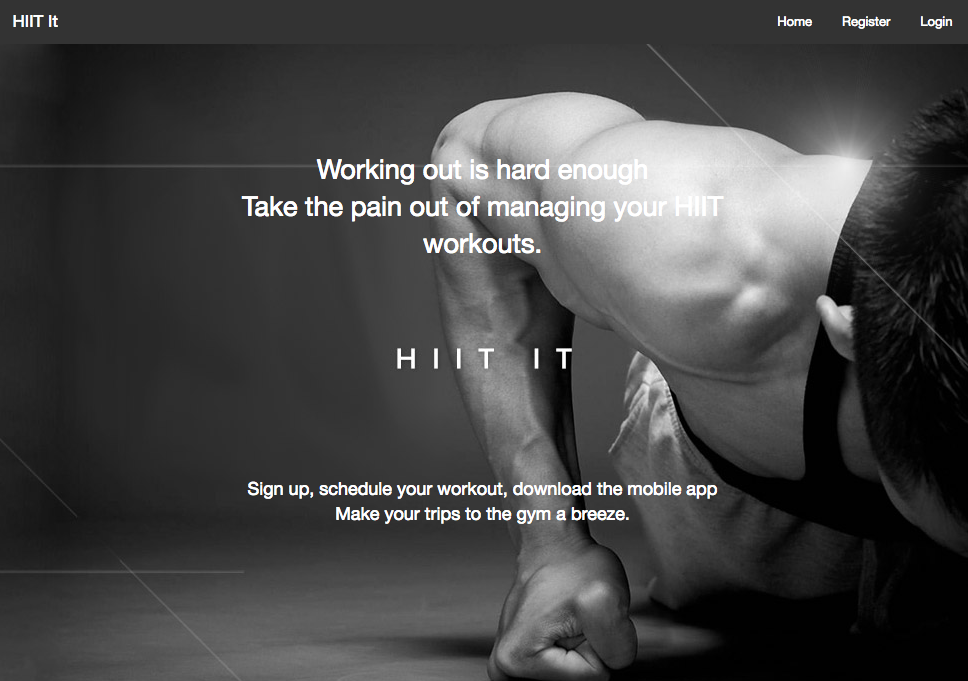 HIIT It
Home Register Login
Working out is hard enough
Take the pain out of managing your HIIT
workouts.
HIIT IT
Sign up, schedule your workout, download the mobile app
Make your trips to the gym a breeze.